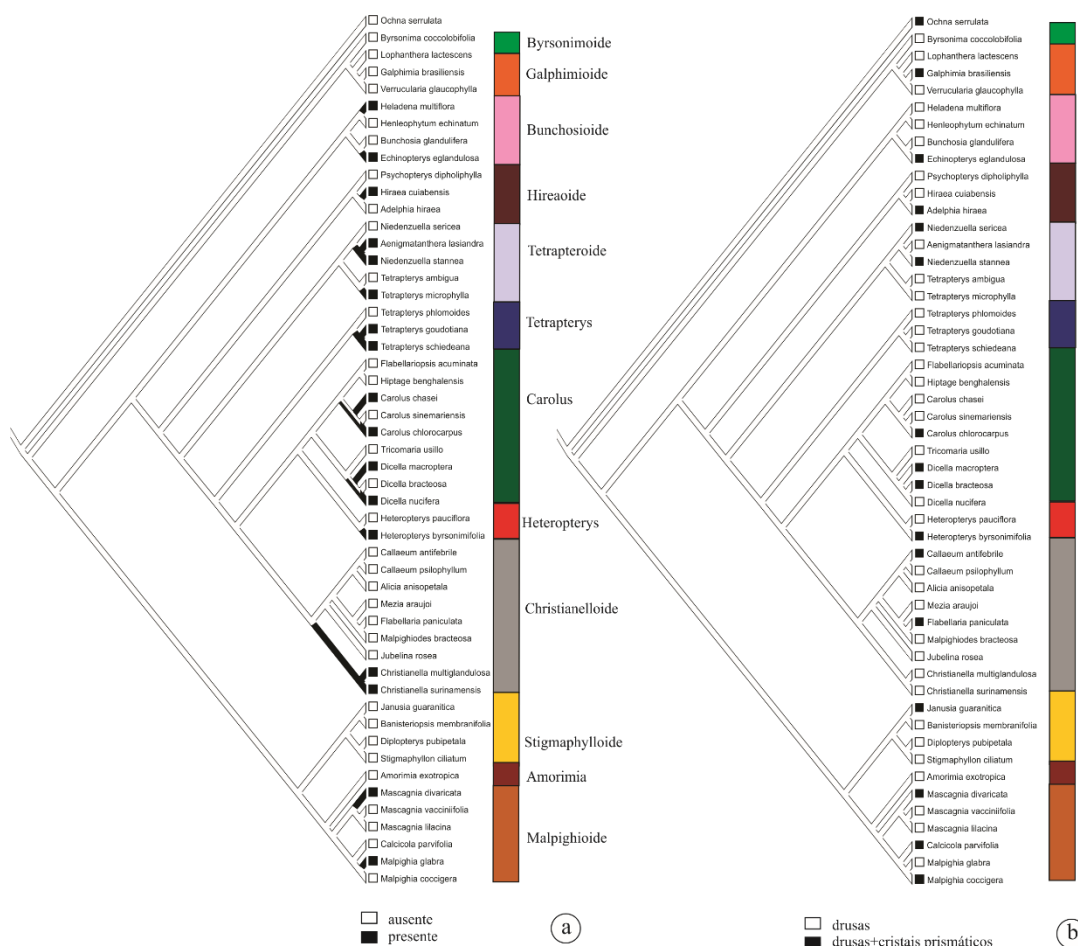 Ochna serrulata
Byrsonima coccolobifolia
Lophanthera lactescens
Galphimia brasiliensis
Verrucularia glaucophylla
Heladena multiflora
Henleophytum echinatum
Bunchosia glandulifera
Echinopterys eglandulosa
Psychopterys dipholiphylla
Hiraea cuiabensis
Adelphia hiraea
Niedenzuella sericea
Aenigmatanthera lasiandra
Niedenzuella stannea
Tetrapterys ambigua
Tetrapterys microphylla
Tetrapterys phlomoides
Tetrapterys goudotiana
Tetrapterys schiedeana
Flabellariopsis acuminata
Hiptage benghalensis
Carolus chasei
Carolus sinemariensis
Carolus chlorocarpus
Tricomaria usillo
Dicella macroptera
Dicella bracteosa
Dicella nucifera
Heteropterys pauciflora
Heteropterys byrsonimifolia
Callaeum antifebrile
Callaeum psilophyllum
Alicia anisopetala
Mezia araujoi
Flabellaria paniculata
Malpighiodes bracteosa
Jubelina rosea
Christianella multiglandulosa
Christianella surinamensis
Janusia guaranitica
Banisteriopsis membranifolia
Diplopterys pubipetala
Stigmaphyllon ciliatum
Amorimia exotropica
Mascagnia divaricata
Mascagnia vacciniifolia
Mascagnia lilacina
Calcicola parvifolia
Malpighia glabra
Malpighia coccigera
Byrsonimoide
Galphimioide
Bunchosioide
Hireaoide
Tetrapteroide
Tetrapterys
Carolus
Heteropterys
Christianelloide
Stigmaphylloide
Amorimia
Malpighioide
ausente
presente
a
Ochna serrulata
Byrsonima coccolobifolia
Lophanthera lactescens
Galphimia brasiliensis
Verrucularia glaucophylla
Heladena multiflora
Henleophytum echinatum
Bunchosia glandulifera
Echinopterys eglandulosa
Psychopterys dipholiphylla
Hiraea cuiabensis
Adelphia hiraea
Niedenzuella sericea
Aenigmatanthera lasiandra
Niedenzuella stannea
Tetrapterys ambigua
Tetrapterys microphylla
Tetrapterys phlomoides
Tetrapterys goudotiana
Tetrapterys schiedeana
Flabellariopsis acuminata
Hiptage benghalensis
Carolus chasei
Carolus sinemariensis
Carolus chlorocarpus
Tricomaria usillo
Dicella macroptera
Dicella bracteosa
Dicella nucifera
Heteropterys pauciflora
Heteropterys byrsonimifolia
Callaeum antifebrile
Callaeum psilophyllum
Alicia anisopetala
Mezia araujoi
Flabellaria paniculata
Malpighiodes bracteosa
Jubelina rosea
Christianella multiglandulosa
Christianella surinamensis
Janusia guaranitica
Banisteriopsis membranifolia
Diplopterys pubipetala
Stigmaphyllon ciliatum
Amorimia exotropica
Mascagnia divaricata
Mascagnia vacciniifolia
Mascagnia lilacina
Calcicola parvifolia
Malpighia glabra
Malpighia coccigera
drusas
drusas+cristais prismáticos
b